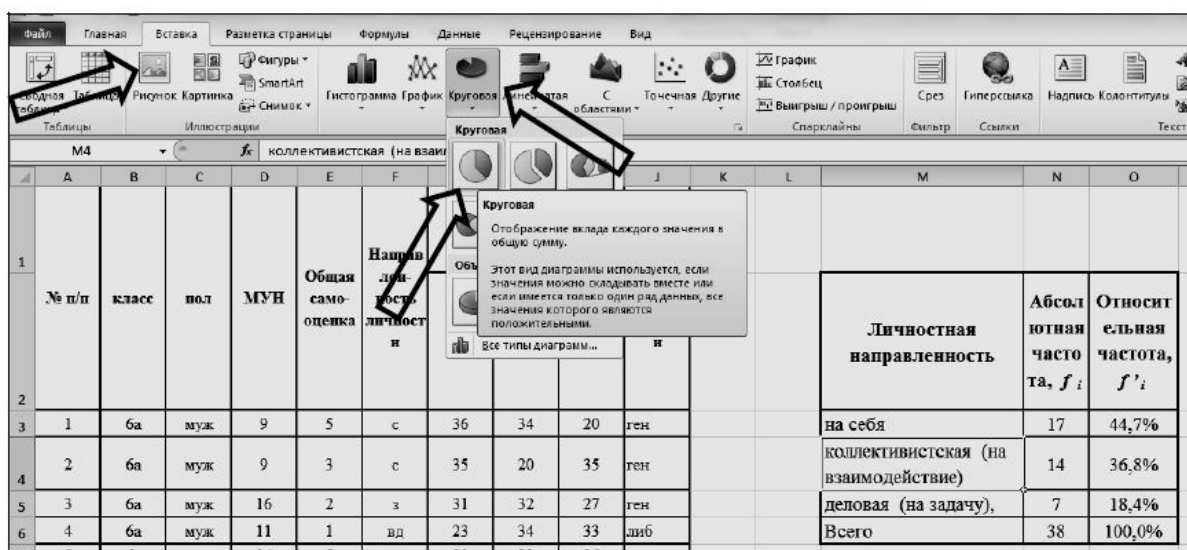 Файл Главная Вставка Разметка страницы Формулы Данные Рецензирование Вид
Фигуры График
SmartArt Столбец
Снимок Выигрыш / проигрыш
Рисунок Картинка Гистограмма График Круговая С областями Точечная Другие Срез Гиперссылка Надпись Колонтитулы
Таблицы Иллюстрации Спарклайны Фильтр Ссылки
M4 fx коллективистская (на
Круговая
A B C D E F J K L M N O
Круговая
Отображение вклада каждого значения в
общую сумму.
Этот вид диаграммы используется, если
значения можно складывать вместе или
если имеется только один ряд данных, все
значения которого являются
положительными.
Все типы диаграмм...
1
2
№ п/п класс пол МУН
Общая
само-
оценка
Личностная
направленность
Абсол
ютная
часто
та, f i
Относит
ельная
частота,
f’i
3 1 6а муж 9 5 с 36 34 20 ген на себя 17 44,7%
4 2 6а муж 9 3 с 35 20 35 ген коллективистская (на
взаимодействие) 14 36,8%
5 3 6а муж 16 2 з 31 32 27 ген деловая (на задачу), 7 18,4%
6 4 6а муж 11 1 вд 23 34 33 либ Всего 38 100,0%